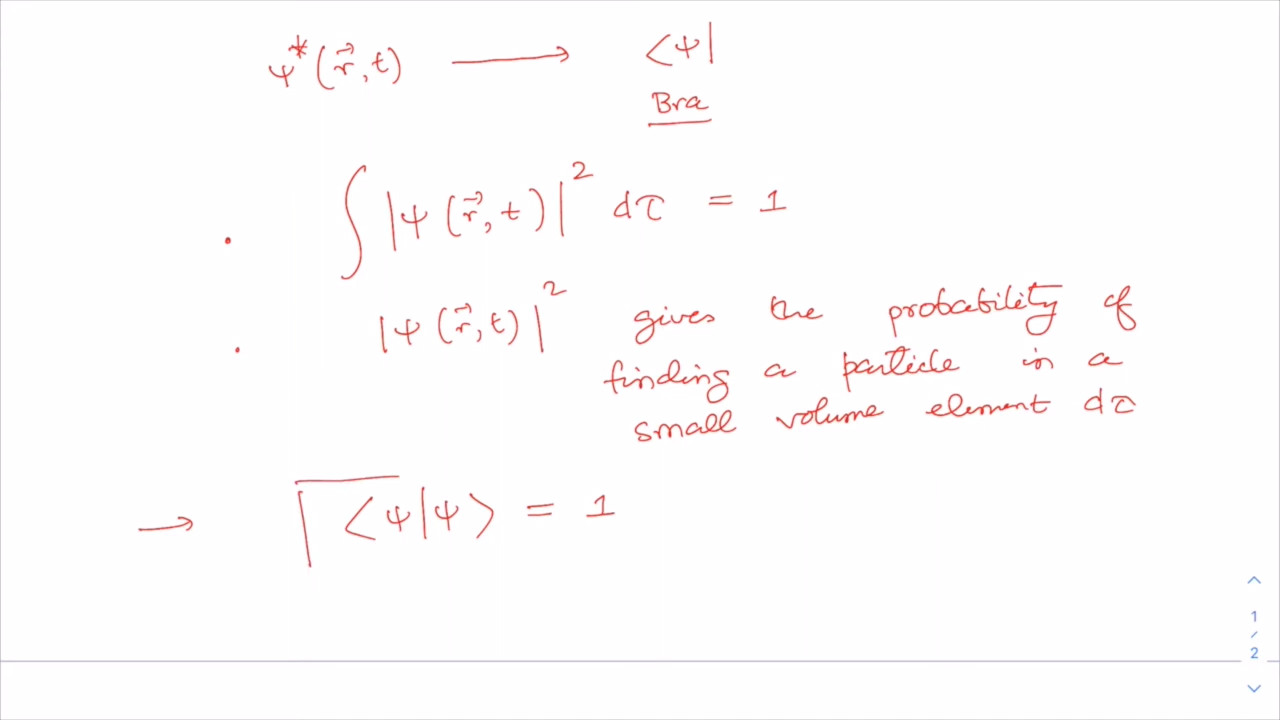 ψ*(r⃗,t) ⟶ ⟨ψ|
Bra
∫|ψ(r⃗,t)|² dτ = 1
|ψ(r⃗,t)|² gives the probability of
finding a particle in a
small volume element dτ
→ ⟨ψ|ψ⟩ = 1
1
/
2